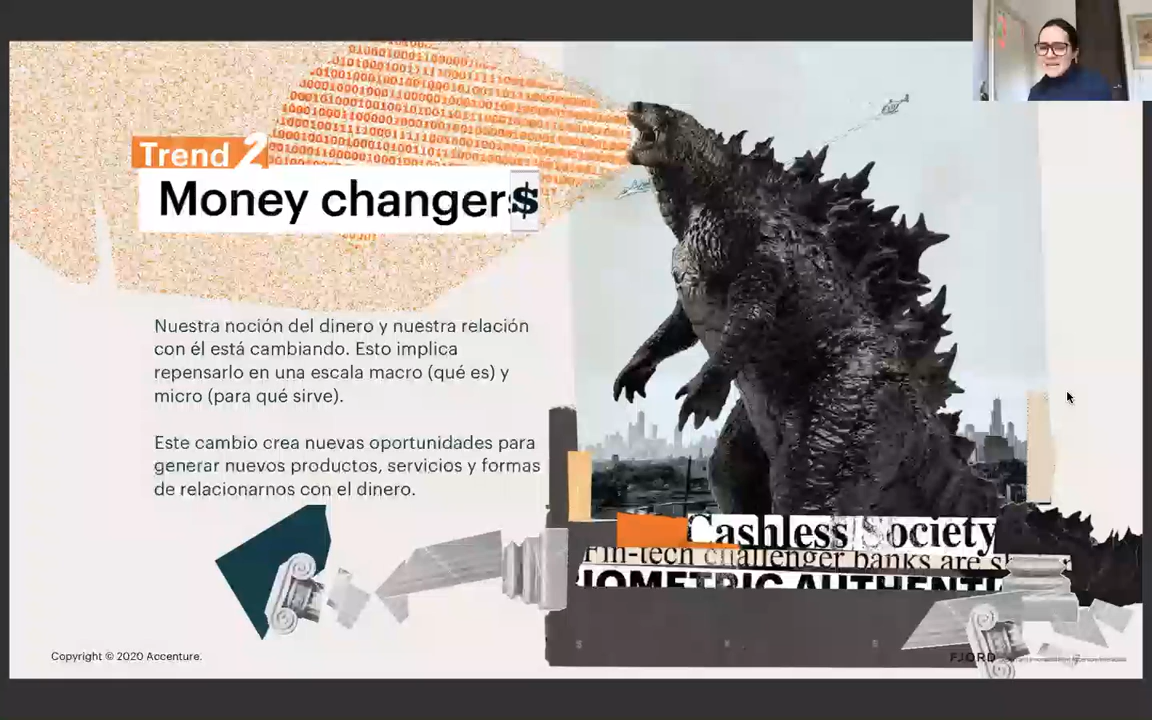 Trend 2
Money changer$
Nuestra noción del dinero y nuestra relación
con él está cambiando. Esto implica
repensarlo en una escala macro (qué es) y
micro (para qué sirve).
Este cambio crea nuevas oportunidades para
generar nuevos productos, servicios y formas
de relacionarnos con el dinero.
Cashless Society
Fin-tech challenger banks are
BIOMETRIC AUTHENTI
Copyright © 2020 Accenture.
FJORD